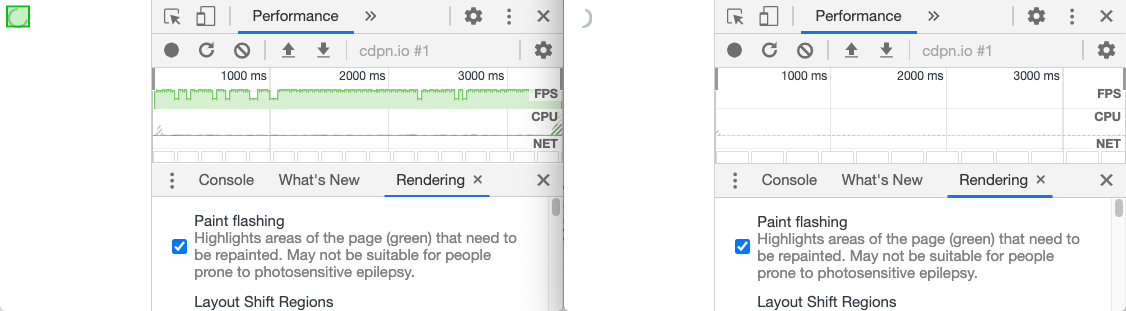 Performance
cdpn.io #1
1000 ms 2000 ms 3000 ms
FPS
CPU
NET
Console What's New Rendering
Paint flashing
Highlights areas of the page (green) that need to
be repainted. May not be suitable for people
prone to photosensitive epilepsy.
Layout Shift Regions
Performance
cdpn.io #1
1000 ms 2000 ms 3000 ms
FPS
CPU
NET
Console What's New Rendering
Paint flashing
Highlights areas of the page (green) that need to
be repainted. May not be suitable for people
prone to photosensitive epilepsy.
Layout Shift Regions